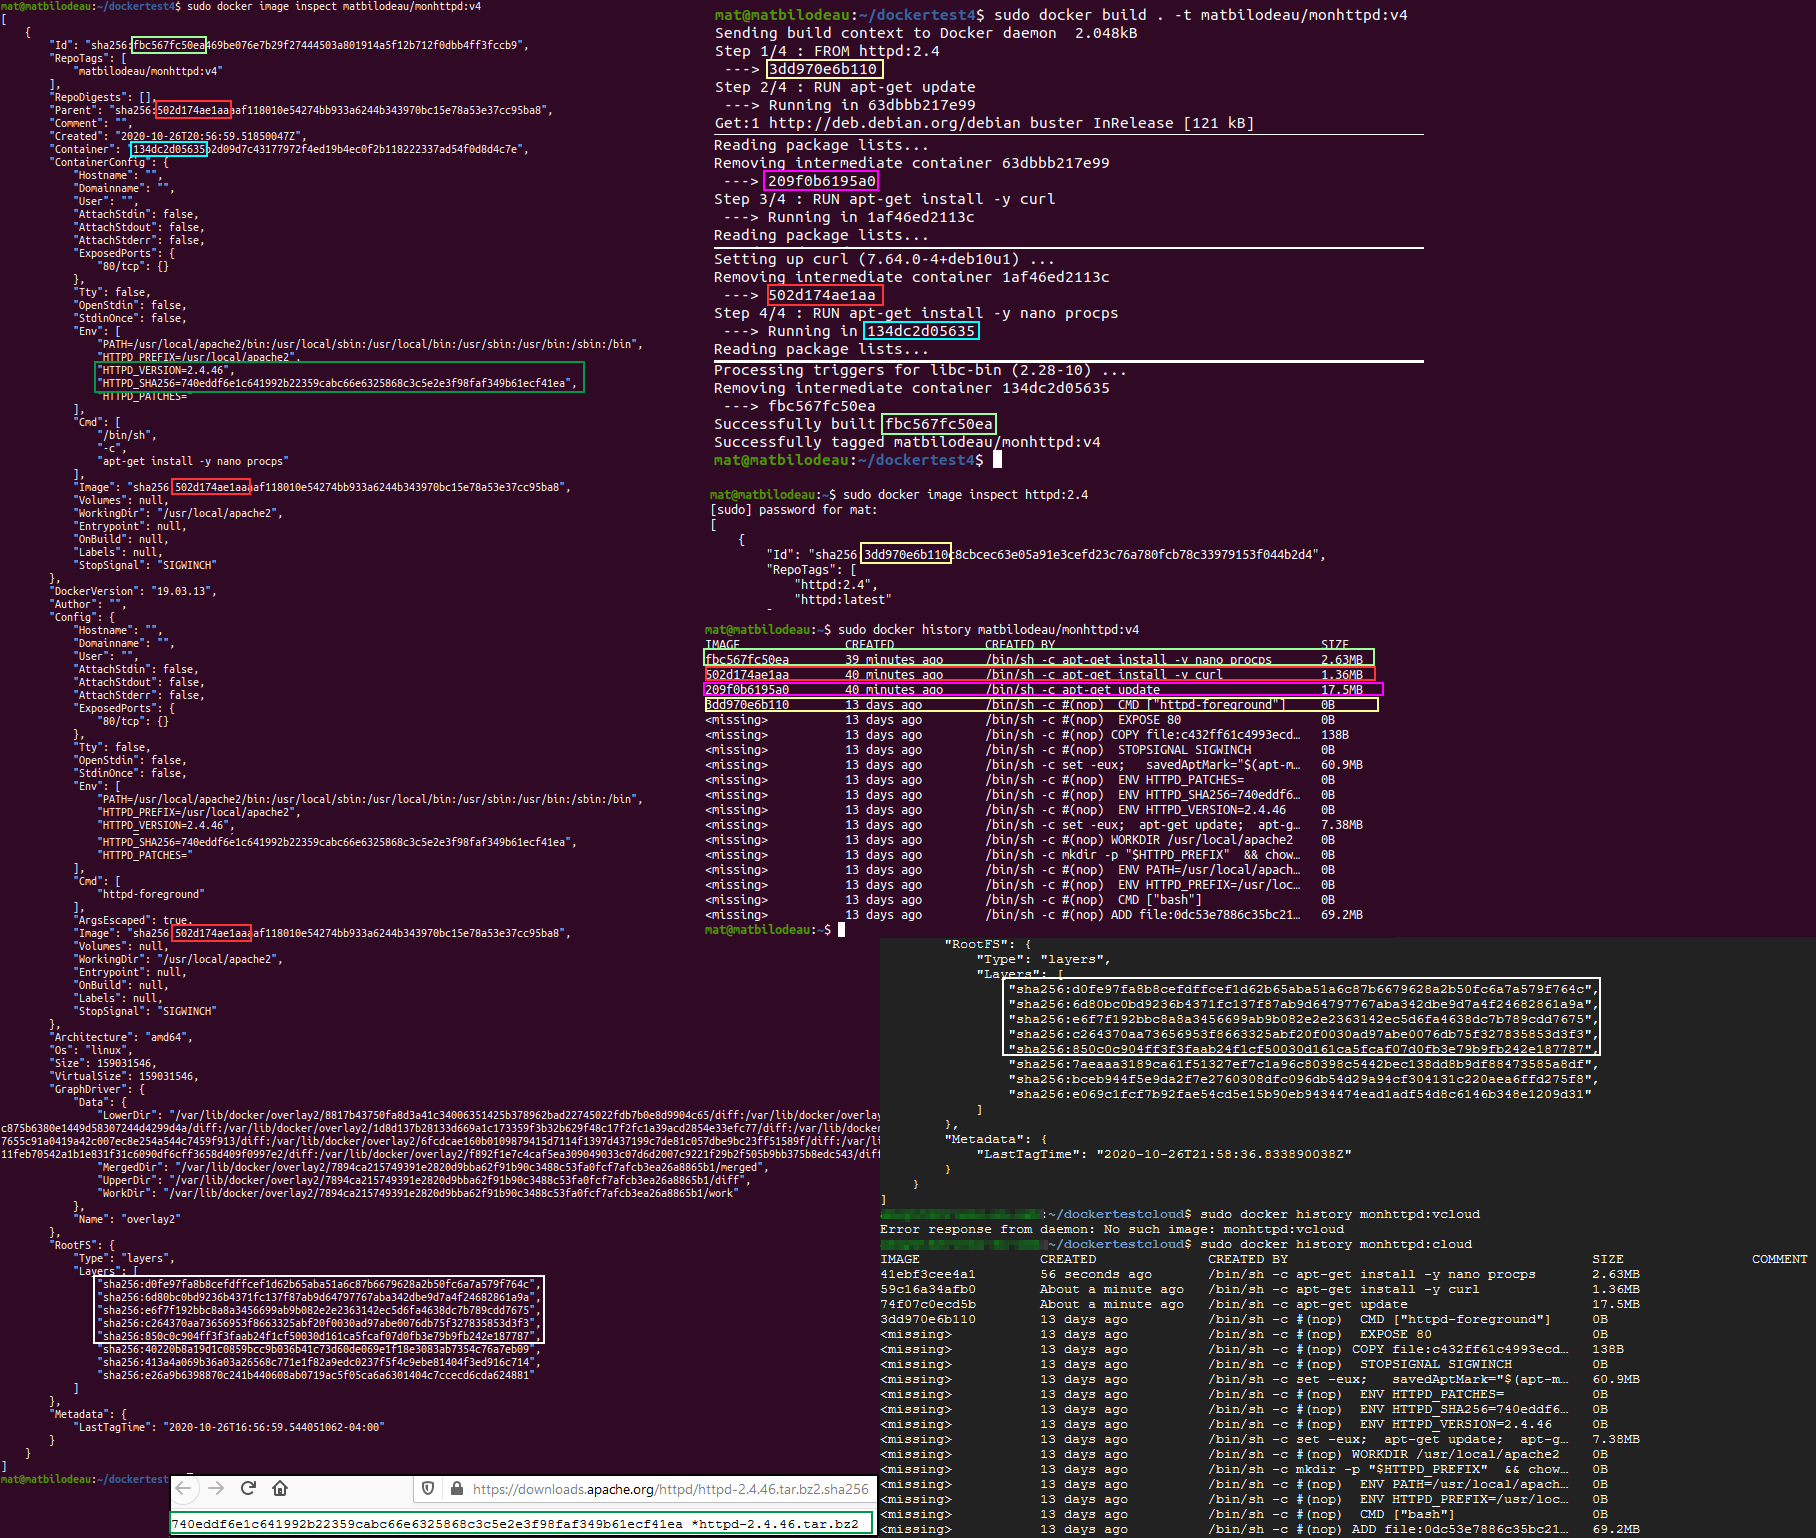 mat@matbilodeau:~/dockertest4$ sudo docker image inspect matbilodeau/monhttpd:v4
[
    {
        "Id": "sha256:fbc567fc50ea469be076e7b29f27444503a801914a5f12b712f0dbb4ff3fccb9",
        "RepoTags": [
            "matbilodeau/monhttpd:v4"
        ],
        "RepoDigests": [],
        "Parent": "sha256:502d174ae1aaaf118010e54274bb933a6244b343970bc15e78a53e37cc95ba8",
        "Comment": "",
        "Created": "2020-10-26T20:56:59.51850047Z",
        "Container": "134dc2d05635b2d09d7c43177972f4ed19b4ec0f2b118222337ad54f0d8d4c7e",
        "ContainerConfig": {
            "Hostname": "",
            "Domainname": "",
            "User": "",
            "AttachStdin": false,
            "AttachStdout": false,
            "AttachStderr": false,
            "ExposedPorts": {
                "80/tcp": {}
            },
            "Tty": false,
            "OpenStdin": false,
            "StdinOnce": false,
            "Env": [
                "PATH=/usr/local/apache2/bin:/usr/local/sbin:/usr/local/bin:/usr/sbin:/usr/bin:/sbin:/bin",
                "HTTPD_PREFIX=/usr/local/apache2",
                "HTTPD_VERSION=2.4.46",
                "HTTPD_SHA256=740eddf6e1c641992b22359cabc66e6325868c3c5e2e3f98faf349b61ecf41ea",
                "HTTPD_PATCHES="
            ],
            "Cmd": [
                "/bin/sh",
                "-c",
                "apt-get install -y nano procps"
            ],
            "Image": "sha256:502d174ae1aaaf118010e54274bb933a6244b343970bc15e78a53e37cc95ba8",
            "Volumes": null,
            "WorkingDir": "/usr/local/apache2",
            "Entrypoint": null,
            "OnBuild": null,
            "Labels": null,
            "StopSignal": "SIGWINCH"
        },
        "DockerVersion": "19.03.13",
        "Author": "",
        "Config": {
            "Hostname": "",
            "Domainname": "",
            "User": "",
            "AttachStdin": false,
            "AttachStdout": false,
            "AttachStderr": false,
            "ExposedPorts": {
                "80/tcp": {}
            },
            "Tty": false,
            "OpenStdin": false,
            "StdinOnce": false,
            "Env": [
                "PATH=/usr/local/apache2/bin:/usr/local/sbin:/usr/local/bin:/usr/sbin:/usr/bin:/sbin:/bin",
                "HTTPD_PREFIX=/usr/local/apache2",
                "HTTPD_VERSION=2.4.46",
                "HTTPD_SHA256=740eddf6e1c641992b22359cabc66e6325868c3c5e2e3f98faf349b61ecf41ea",
                "HTTPD_PATCHES="
            ],
            "Cmd": [
                "httpd-foreground"
            ],
            "ArgsEscaped": true,
            "Image": "sha256:502d174ae1aaaf118010e54274bb933a6244b343970bc15e78a53e37cc95ba8",
            "Volumes": null,
            "WorkingDir": "/usr/local/apache2",
            "Entrypoint": null,
            "OnBuild": null,
            "Labels": null,
            "StopSignal": "SIGWINCH"
        },
        "Architecture": "amd64",
        "Os": "linux",
        "Size": 159031546,
        "VirtualSize": 159031546,
        "GraphDriver": {
            "Data": {
                "LowerDir": "/var/lib/docker/overlay2/8817b43750fa8d3a41c34006351425b378962bad22745022fdb7b0e8d9904c65/diff:/var/lib/docker/overlay
c875b6380e1449d58307244d4299d4a/diff:/var/lib/docker/overlay2/1d8d137b28133d669a1c173359f3b32b629f48c17f2fc1a39acd2854e33efc77/diff:/var/lib/docker
7655c91a0419a42c007ec8e254a544c7459f913/diff:/var/lib/docker/overlay2/6fcdcae160b0109879415d7114f1397d437199c7de81c057dbe9bc23ff51589f/diff:/var/li
11feb70542a1b1e831f31c6090df6cff3658d409f0997e2/diff:/var/lib/docker/overlay2/f892f1e7c4caf5ea309049033c07d6d2007c9221f29b2f505b9bb375b8edc543/diff
                "MergedDir": "/var/lib/docker/overlay2/7894ca215749391e2820d9bba62f91b90c3488c53fa0fcf7afcb3ea26a8865b1/merged",
                "UpperDir": "/var/lib/docker/overlay2/7894ca215749391e2820d9bba62f91b90c3488c53fa0fcf7afcb3ea26a8865b1/diff",
                "WorkDir": "/var/lib/docker/overlay2/7894ca215749391e2820d9bba62f91b90c3488c53fa0fcf7afcb3ea26a8865b1/work"
            },
            "Name": "overlay2"
        },
        "RootFS": {
            "Type": "layers",
            "Layers": [
                "sha256:d0fe97fa8b8cefdffcef1d62b65aba51a6c87b6679628a2b50fc6a7a579f764c",
                "sha256:6d80bc0bd9236b4371fc137f87ab9d64797767aba342dbe9d7a4f24682861a9a",
                "sha256:e6f7f192bbc8a8a3456699ab9b082e2e2363142ec5d6fa4638dc7b789cdd7675",
                "sha256:c264370aa73656953f8663325abf20f0030ad97abe0076db75f327835853d3f3",
                "sha256:850c0c904ff3f3faab24f1cf50030d161ca5fcaf07d0fb3e79b9fb242e187787",
                "sha256:40220b8a19d1c0859bcc9b036b41c73d60de069e1f18e3083ab7354c76a7eb09",
                "sha256:413a4a069b36a03a26568c771e1f82a9edc0237f5f4c9ebe81404f3ed916c714",
                "sha256:e26a9b6398870c241b440608ab0719ac5f05ca6a6301404c7ccecd6cda624881"
            ]
        },
        "Metadata": {
            "LastTagTime": "2020-10-26T16:56:59.544051062-04:00"
        }
    }
]
mat@matbilodeau:~/dockertest
https://downloads.apache.org/httpd/httpd-2.4.46.tar.bz2.sha256
740eddf6e1c641992b22359cabc66e6325868c3c5e2e3f98faf349b61ecf41ea *httpd-2.4.46.tar.bz2
mat@matbilodeau:~/dockertest4$ sudo docker build . -t matbilodeau/monhttpd:v4
Sending build context to Docker daemon  2.048kB
Step 1/4 : FROM httpd:2.4
 ---> 3dd970e6b110
Step 2/4 : RUN apt-get update
 ---> Running in 63dbbb217e99
Get:1 http://deb.debian.org/debian buster InRelease [121 kB]
Reading package lists...
Removing intermediate container 63dbbb217e99
 ---> 209f0b6195a0
Step 3/4 : RUN apt-get install -y curl
 ---> Running in 1af46ed2113c
Reading package lists...
Setting up curl (7.64.0-4+deb10u1) ...
Removing intermediate container 1af46ed2113c
 ---> 502d174ae1aa
Step 4/4 : RUN apt-get install -y nano procps
 ---> Running in 134dc2d05635
Reading package lists...
Processing triggers for libc-bin (2.28-10) ...
Removing intermediate container 134dc2d05635
 ---> fbc567fc50ea
Successfully built fbc567fc50ea
Successfully tagged matbilodeau/monhttpd:v4
mat@matbilodeau:~/dockertest4$
mat@matbilodeau:~$ sudo docker image inspect httpd:2.4
[sudo] password for mat:
[
    {
        "Id": "sha256:3dd970e6b110c8cbcec63e05a91e3cefd23c76a780fcb78c33979153f044b2d4",
        "RepoTags": [
            "httpd:2.4",
            "httpd:latest"
mat@matbilodeau:~$ sudo docker history matbilodeau/monhttpd:v4
IMAGE CREATED CREATED BY SIZE
fbc567fc50ea 39 minutes ago /bin/sh -c apt-get install -y nano procps 2.63MB
502d174ae1aa 40 minutes ago /bin/sh -c apt-get install -y curl 1.36MB
209f0b6195a0 40 minutes ago /bin/sh -c apt-get update 17.5MB
3dd970e6b110 13 days ago /bin/sh -c #(nop)  CMD ["httpd-foreground"] 0B
<missing> 13 days ago /bin/sh -c #(nop)  EXPOSE 80 0B
<missing> 13 days ago /bin/sh -c #(nop) COPY file:c432ff61c4993ecd… 138B
<missing> 13 days ago /bin/sh -c #(nop)  STOPSIGNAL SIGWINCH 0B
<missing> 13 days ago /bin/sh -c set -eux;   savedAptMark="$(apt-m… 60.9MB
<missing> 13 days ago /bin/sh -c #(nop)  ENV HTTPD_PATCHES= 0B
<missing> 13 days ago /bin/sh -c #(nop)  ENV HTTPD_SHA256=740eddf6… 0B
<missing> 13 days ago /bin/sh -c #(nop)  ENV HTTPD_VERSION=2.4.46 0B
<missing> 13 days ago /bin/sh -c set -eux;  apt-get update;  apt-g… 7.38MB
<missing> 13 days ago /bin/sh -c #(nop) WORKDIR /usr/local/apache2 0B
<missing> 13 days ago /bin/sh -c mkdir -p "$HTTPD_PREFIX"  && chow… 0B
<missing> 13 days ago /bin/sh -c #(nop)  ENV PATH=/usr/local/apach… 0B
<missing> 13 days ago /bin/sh -c #(nop)  ENV HTTPD_PREFIX=/usr/loc… 0B
<missing> 13 days ago /bin/sh -c #(nop)  CMD ["bash"] 0B
<missing> 13 days ago /bin/sh -c #(nop) ADD file:0dc53e7886c35bc21… 69.2MB
mat@matbilodeau:~$
        "RootFS": {
            "Type": "layers",
            "Layers": [
                "sha256:d0fe97fa8b8cefdffcef1d62b65aba51a6c87b6679628a2b50fc6a7a579f764c",
                "sha256:6d80bc0bd9236b4371fc137f87ab9d64797767aba342dbe9d7a4f24682861a9a",
                "sha256:e6f7f192bbc8a8a3456699ab9b082e2e2363142ec5d6fa4638dc7b789cdd7675",
                "sha256:c264370aa73656953f8663325abf20f0030ad97abe0076db75f327835853d3f3",
                "sha256:850c0c904ff3f3faab24f1cf50030d161ca5fcaf07d0fb3e79b9fb242e187787",
                "sha256:7aeaaa3189ca61f51327ef7c1a96c80398c5442bec138dd8b9df88473585a8df",
                "sha256:bceb944f5e9da2f7e2760308dfc096db54d29a94cf304131c220aea6ffd275f8",
                "sha256:e069c1fcf7b92fae54cd5e15b90eb9434474ead1adf54d8c6146b348e1209d31"
            ]
        },
        "Metadata": {
            "LastTagTime": "2020-10-26T21:58:36.833890038Z"
        }
    }
]
:~/dockertestcloud$ sudo docker history monhttpd:vcloud
Error response from daemon: No such image: monhttpd:vcloud
~/dockertestcloud$ sudo docker history monhttpd:cloud
IMAGE CREATED CREATED BY SIZE COMMENT
41ebf3cee4a1 56 seconds ago /bin/sh -c apt-get install -y nano procps 2.63MB
59c16a34afb0 About a minute ago /bin/sh -c apt-get install -y curl 1.36MB
74f07c0ecd5b About a minute ago /bin/sh -c apt-get update 17.5MB
3dd970e6b110 13 days ago /bin/sh -c #(nop)  CMD ["httpd-foreground"] 0B
<missing> 13 days ago /bin/sh -c #(nop)  EXPOSE 80 0B
<missing> 13 days ago /bin/sh -c #(nop) COPY file:c432ff61c4993ecd… 138B
<missing> 13 days ago /bin/sh -c #(nop)  STOPSIGNAL SIGWINCH 0B
<missing> 13 days ago /bin/sh -c set -eux;   savedAptMark="$(apt-m… 60.9MB
<missing> 13 days ago /bin/sh -c #(nop)  ENV HTTPD_PATCHES= 0B
<missing> 13 days ago /bin/sh -c #(nop)  ENV HTTPD_SHA256=740eddf6… 0B
<missing> 13 days ago /bin/sh -c #(nop)  ENV HTTPD_VERSION=2.4.46 0B
<missing> 13 days ago /bin/sh -c set -eux;  apt-get update;  apt-g… 7.38MB
<missing> 13 days ago /bin/sh -c #(nop) WORKDIR /usr/local/apache2 0B
<missing> 13 days ago /bin/sh -c mkdir -p "$HTTPD_PREFIX"  && chow… 0B
<missing> 13 days ago /bin/sh -c #(nop)  ENV PATH=/usr/local/apach… 0B
<missing> 13 days ago /bin/sh -c #(nop)  ENV HTTPD_PREFIX=/usr/loc… 0B
<missing> 13 days ago /bin/sh -c #(nop)  CMD ["bash"] 0B
<missing> 13 days ago /bin/sh -c #(nop) ADD file:0dc53e7886c35bc21… 69.2MB